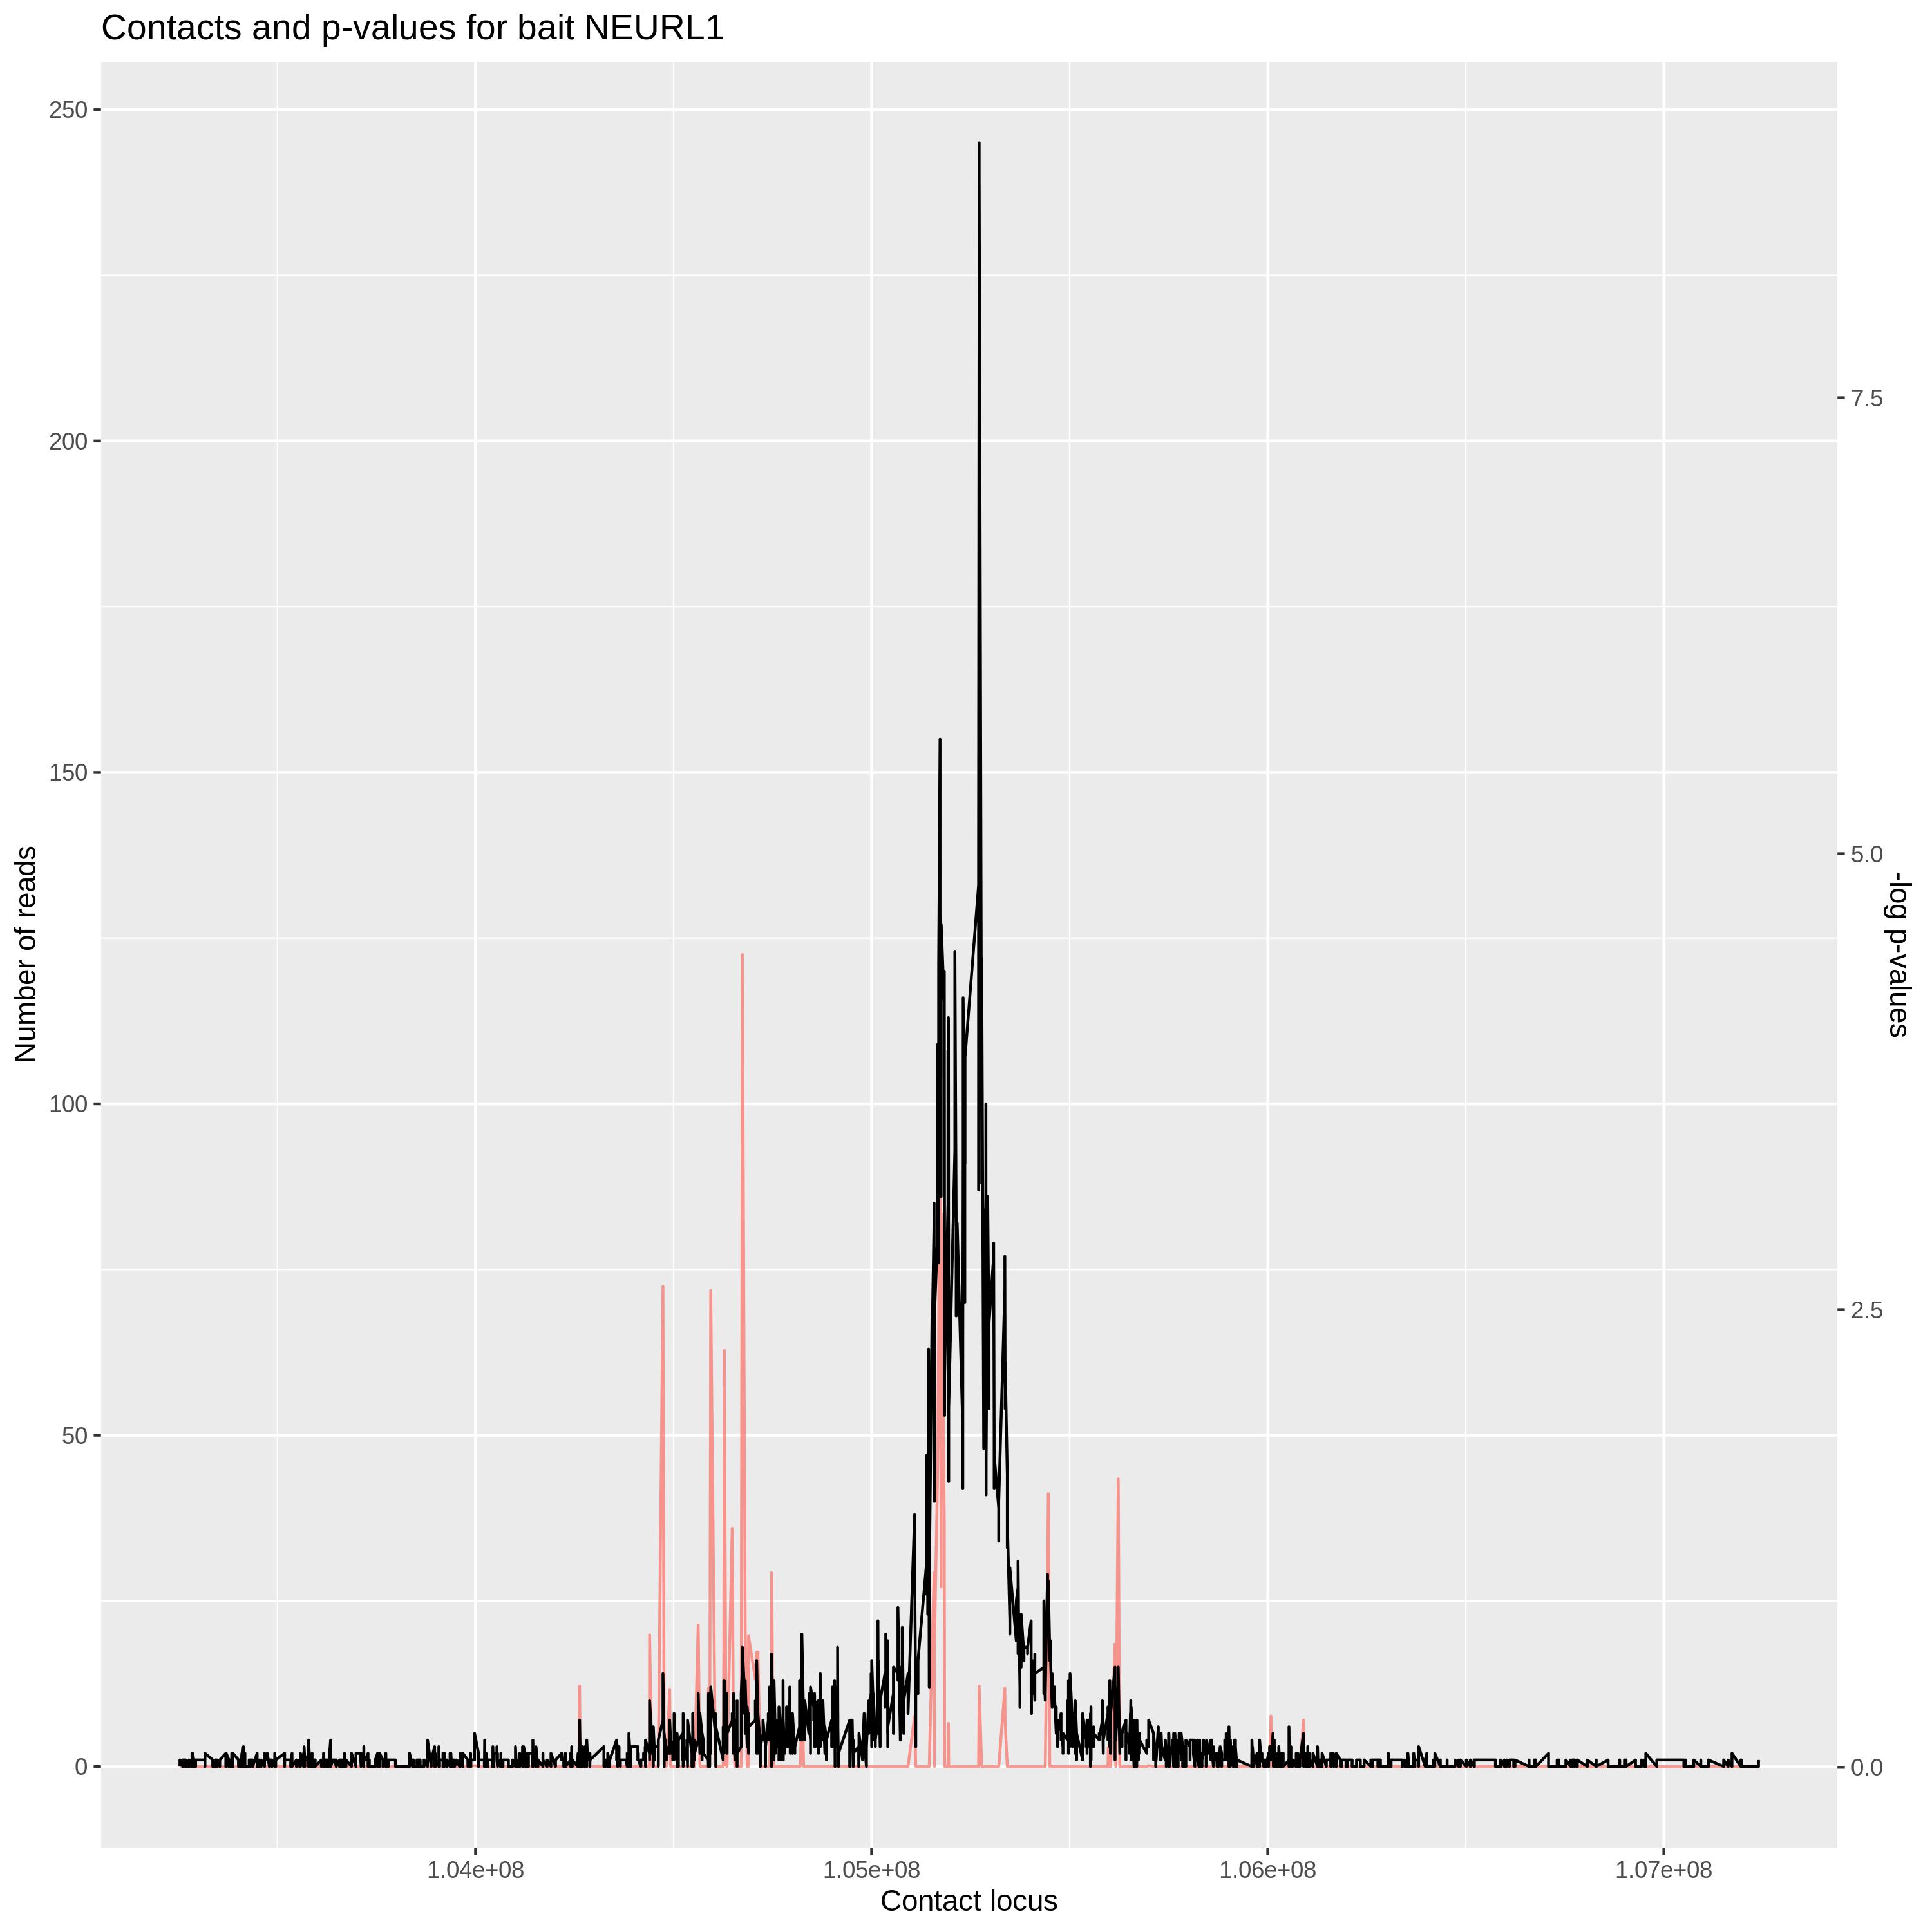 Contacts and p-values for bait NEURL1
250
200
150
100
50
0
Number of reads
7.5
5.0
2.5
0.0
-log p-values
1.04e+08 1.05e+08 1.06e+08 1.07e+08
Contact locus